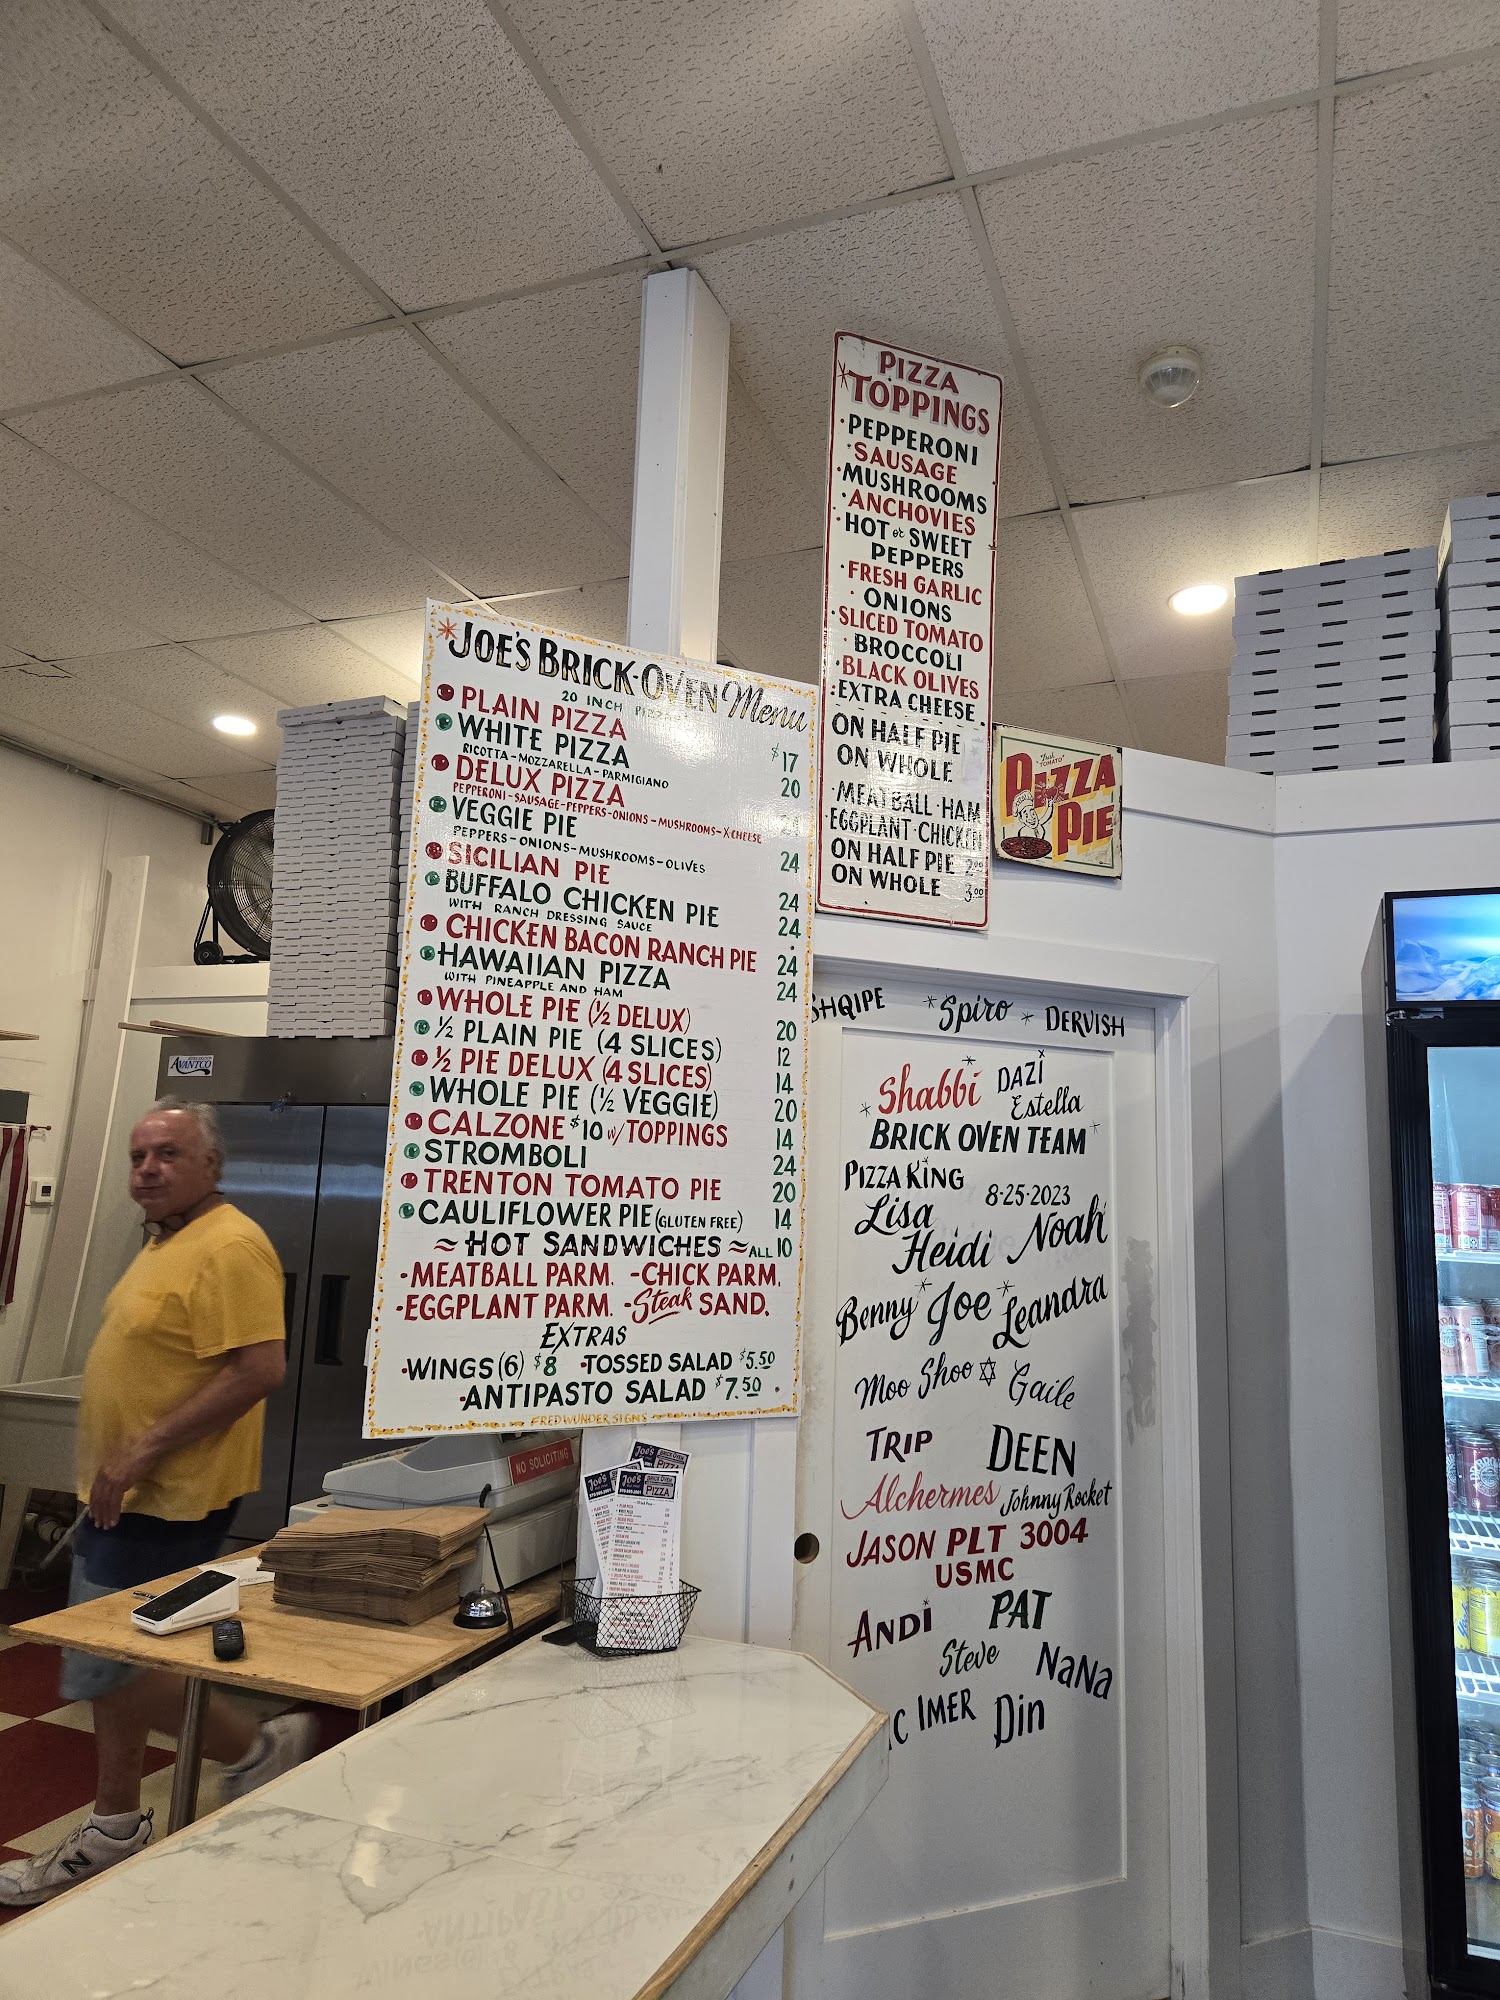 PIZZA
TOPPINGS
·PEPPERONI
·SAUSAGE
·MUSHROOMS
·ANCHOVIES
·HOT or SWEET
PEPPERS
·FRESH GARLIC
·ONIONS
·SLICED TOMATO
·BROCCOLI
·BLACK OLIVES
·EXTRA CHEESE
ON HALF PIE
ON WHOLE
·MEATBALL·HAM
·EGGPLANT·CHICKEN
ON HALF PIE 2.00
ON WHOLE 3.00
"Fresh
TOMATO"
PIZZA
PIE
JOE'S BRICK-OVEN Menu
20 INCH
PLAIN PIZZA $17
WHITE PIZZA 20
RICOTTA-MOZZARELLA-PARMIGIANO
DELUX PIZZA
PEPPERONI-SAUSAGE-PEPPERS-ONIONS-MUSHROOMS-XCHEESE
VEGGIE PIE 24
PEPPERS-ONIONS-MUSHROOMS-OLIVES
SICILIAN PIE 24
BUFFALO CHICKEN PIE 24
WITH RANCH DRESSING SAUCE
CHICKEN BACON RANCH PIE 24
HAWAIIAN PIZZA 24
WITH PINEAPPLE AND HAM
WHOLE PIE (½ DELUX) 20
½ PLAIN PIE (4 SLICES) 12
½ PIE DELUX (4 SLICES) 14
WHOLE PIE (½ VEGGIE) 20
CALZONE $10 w/TOPPINGS 14
STROMBOLI 24
TRENTON TOMATO PIE 20
CAULIFLOWER PIE (GLUTEN FREE) 14
~ HOT SANDWICHES ~ ALL 10
·MEATBALL PARM. -CHICK PARM.
-EGGPLANT PARM. -Steak SAND.
EXTRAS
·WINGS (6) $8 ·TOSSED SALAD $5.50
·ANTIPASTO SALAD $7.50
FRED WUNDER SIGNS
SHQIPE * Spiro * DERVISH
Shabbi DAZi
Estella
BRICK OVEN TEAM
PIZZA KING 8·25·2023
Lisa
Heidi Noah
Benny Joe Leandra
Moo Shoo ✡ Gaile
TRIP DEEN
Alchermes Johnny Rocket
JASON PLT 3004
USMC
ANDi PAT
Steve NaNa
IMER Din
AVANTCO
NO SOLICITING
Joe's BRICK OVEN
PIZZA